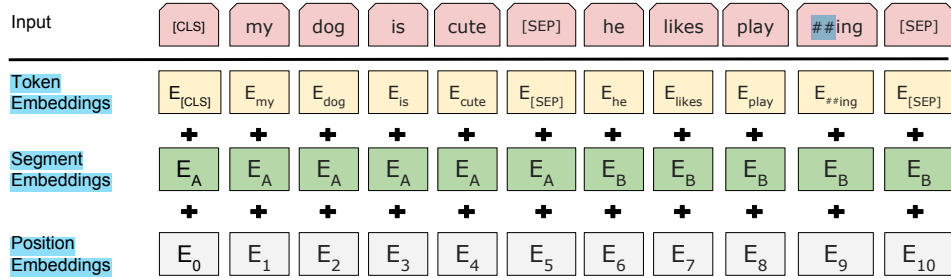 Input [CLS] my dog is cute [SEP] he likes play ##ing [SEP]
Token
Embeddings
E[CLS] Emy Edog Eis Ecute E[SEP] Ehe Elikes Eplay E##ing E[SEP]
+ + + + + + + + + + +
Segment
Embeddings
EA EA EA EA EA EA EB EB EB EB EB
+ + + + + + + + + + +
Position
Embeddings
E0 E1 E2 E3 E4 E5 E6 E7 E8 E9 E10